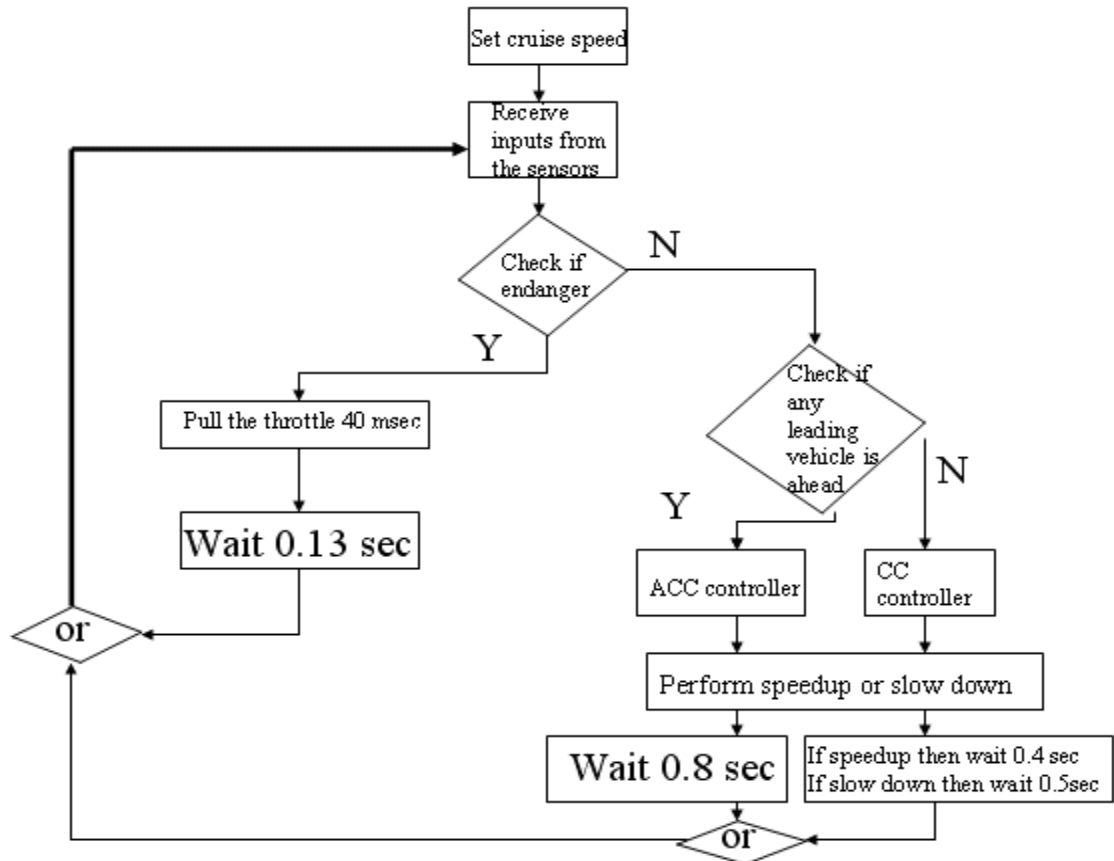 Set cruise speed
Receive
inputs from
the sensors
Check if
endanger
N
Y
Pull the throttle 40 msec
Wait 0.13 sec
or
Check if
any
leading
vehicle is
ahead
Y
N
ACC controller
CC
controller
Perform speedup or slow down
Wait 0.8 sec
If speedup then wait 0.4 sec
If slow down then wait 0.5sec
or